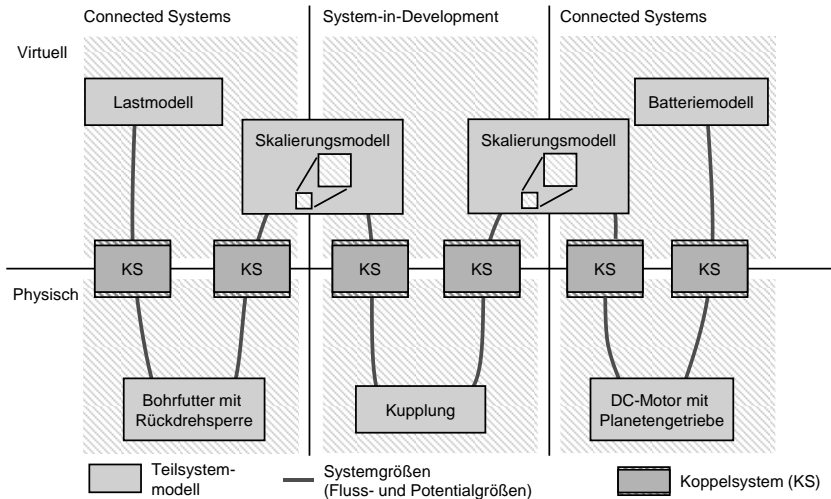 Connected Systems
System-in-Development
Connected Systems
Virtuell
Lastmodell
Skalierungsmodell
Skalierungsmodell
Batteriemodell
KS
KS
KS
KS
KS
KS
Physisch
Bohrfutter mit
Rückdrehsperre
Kupplung
DC-Motor mit
Planetengetriebe
Teilsystem-
modell
Systemgrößen
(Fluss- und Potentialgrößen)
Koppelsystem (KS)